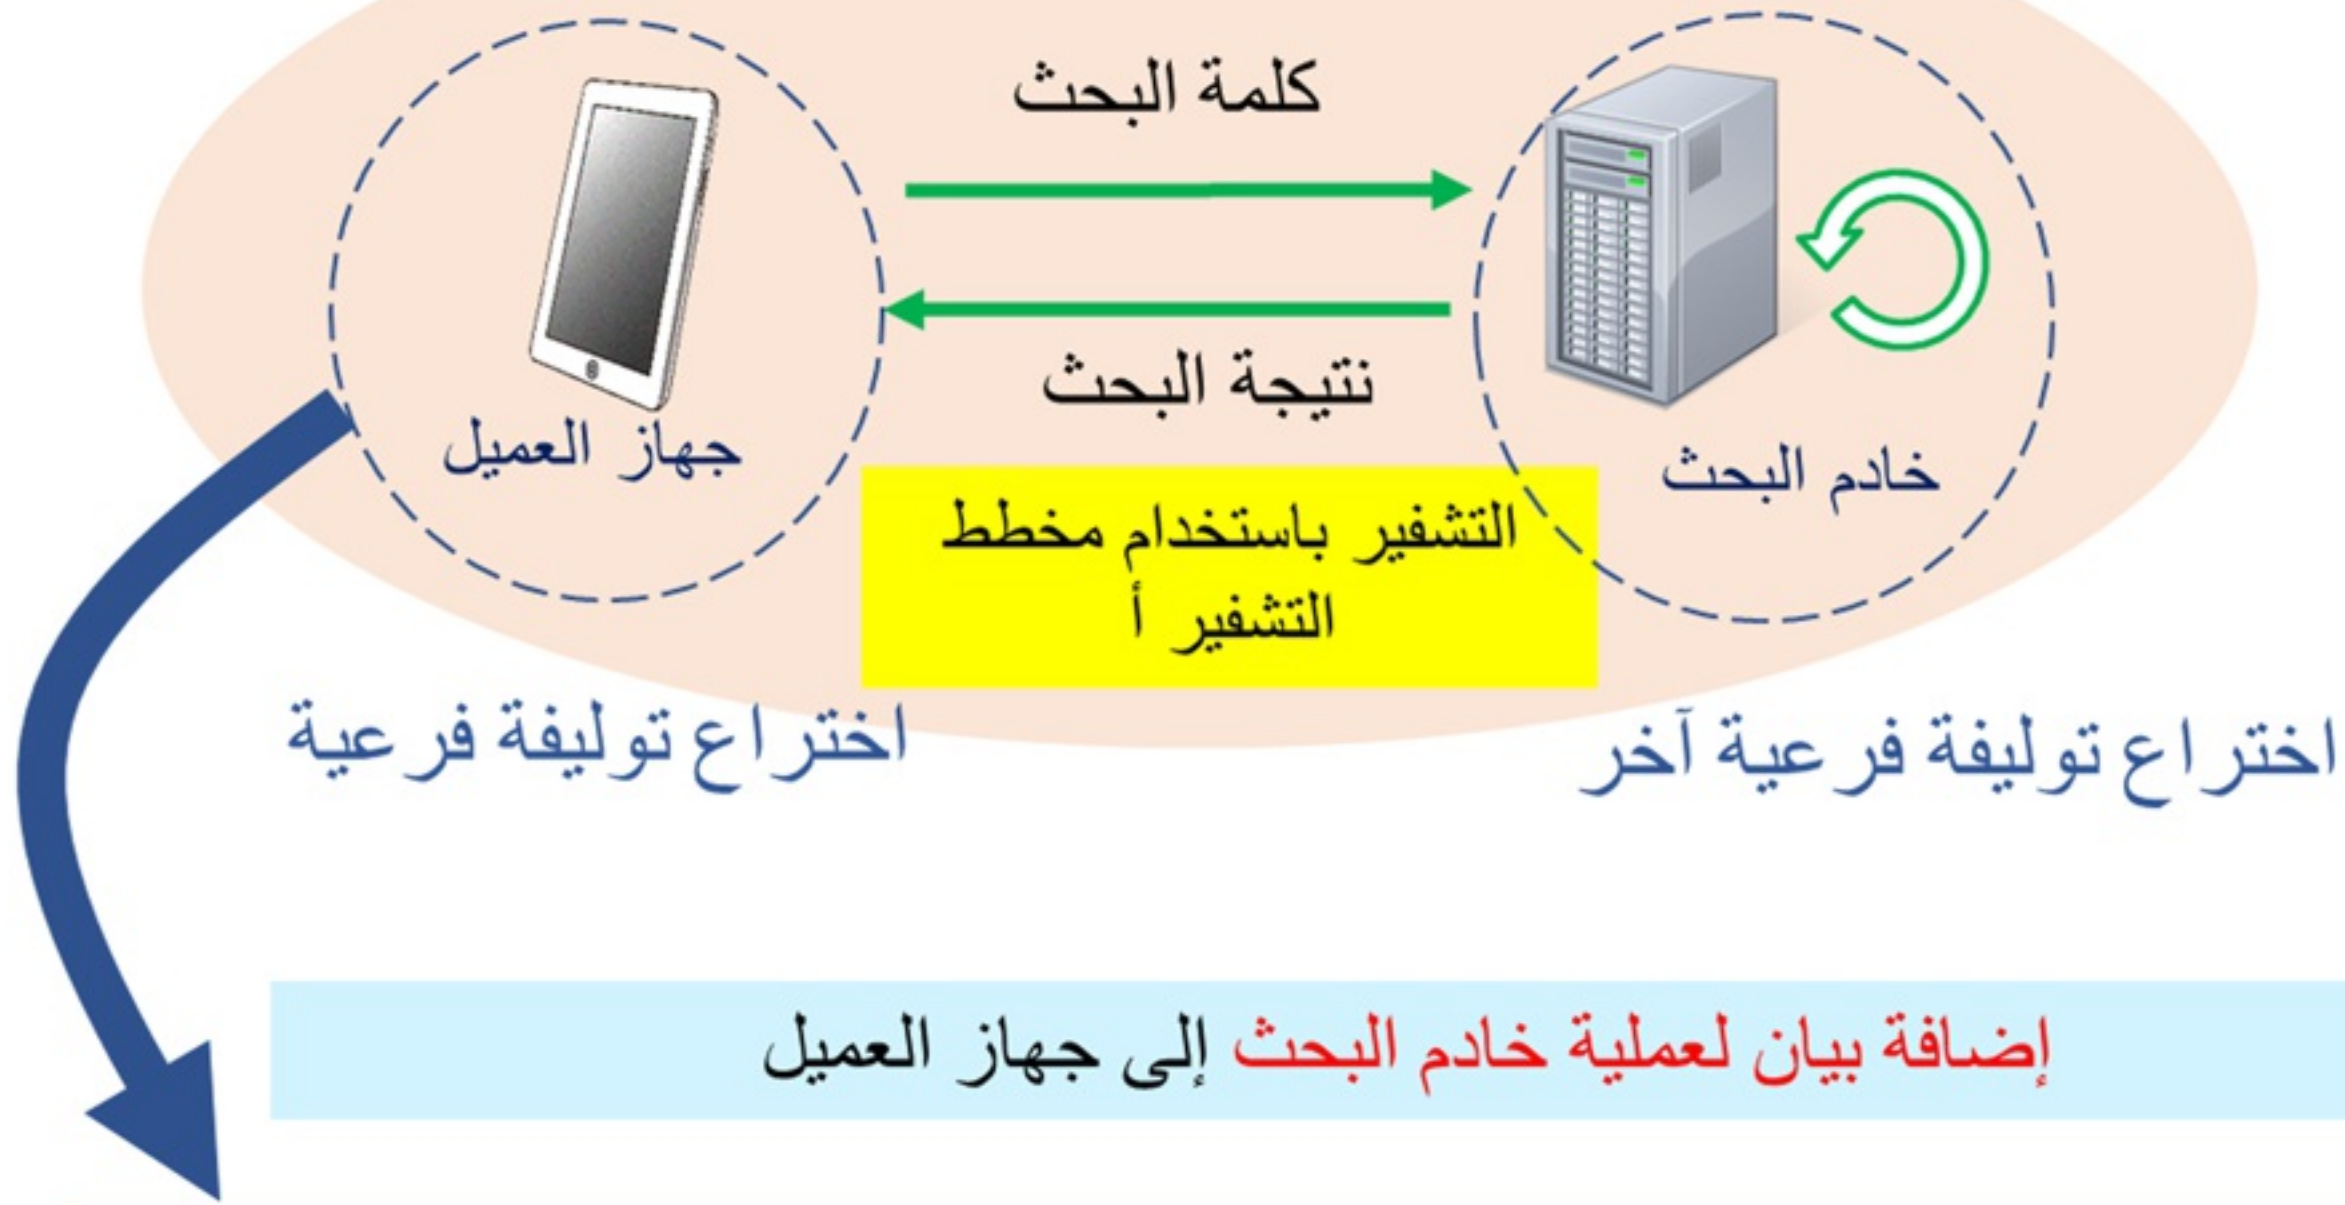 كلمة البحث
نتيجة البحث
خادم البحث
جهاز العميل
التشفير باستخدام مخطط
التشفير أ
اختراع توليفة فرعية آخر
اختراع توليفة فرعية
إضافة بيان لعملية خادم البحث إلى جهاز العميل